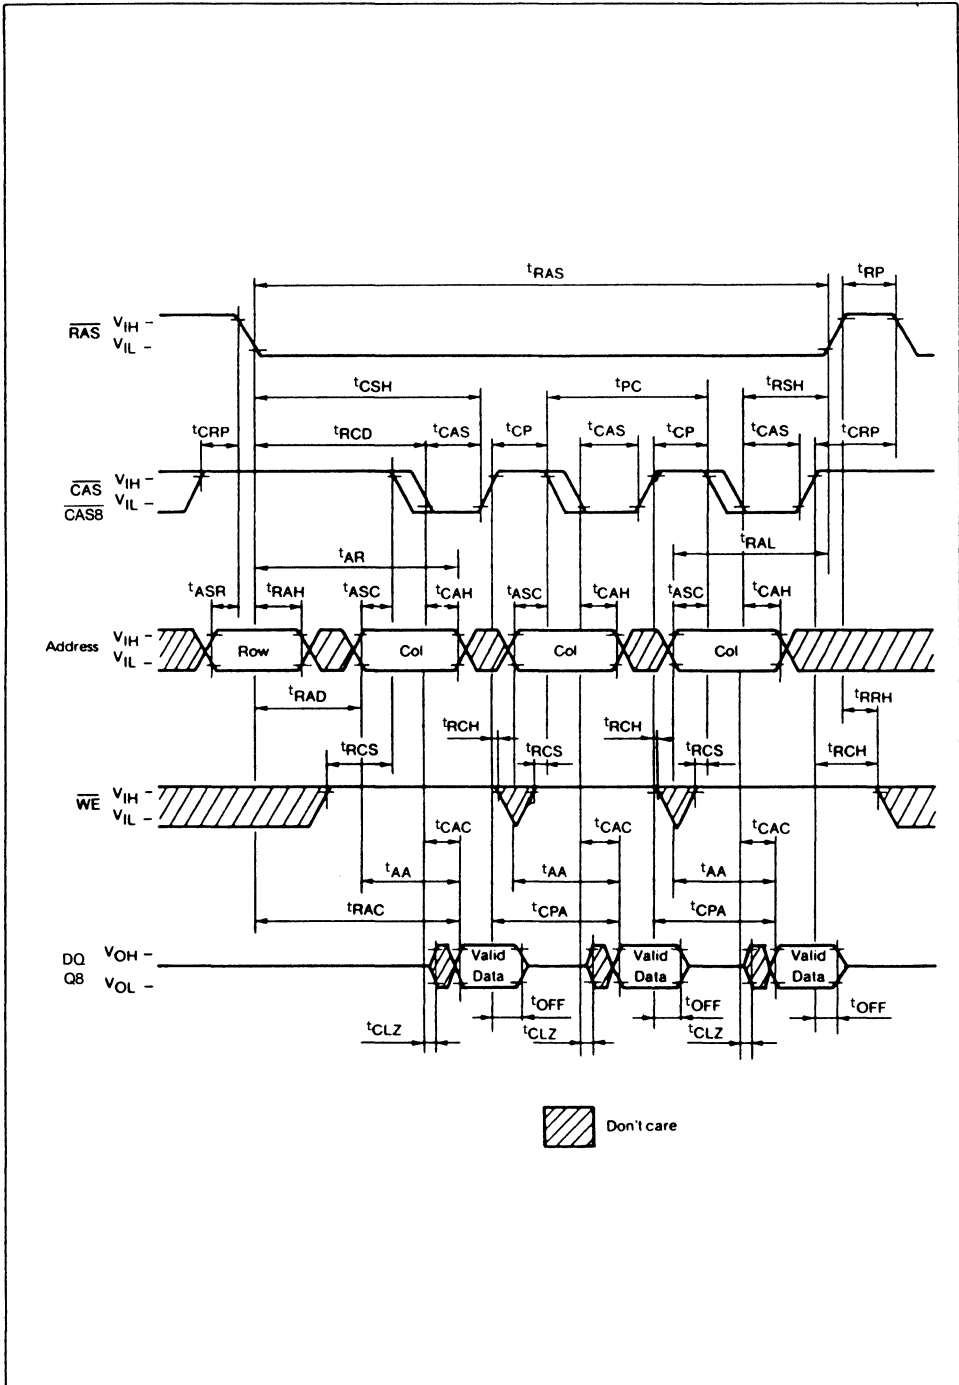 tRAS
tRP
RAS VIH
VIL
tCSH
tPC
tRSH
tCRP
tRCD
tCAS
tCP
tCAS
tCP
tCAS
tCRP
CAS VIH
CAS8 VIL
tAR
tRAL
tASR
tRAH
tASC
tCAH
tASC
tCAH
tASC
tCAH
Address VIH
VIL
Row
Col
Col
Col
tRAD
tRRH
tRCH
tRCH
tRCS
tRCS
tRCS
tRCH
WE VIH
VIL
tCAC
tCAC
tCAC
tAA
tAA
tAA
tRAC
tCPA
tCPA
DQ VOH
Q8 VOL
Valid Data
Valid Data
Valid Data
tOFF
tOFF
tOFF
tCLZ
tCLZ
tCLZ
Don't care